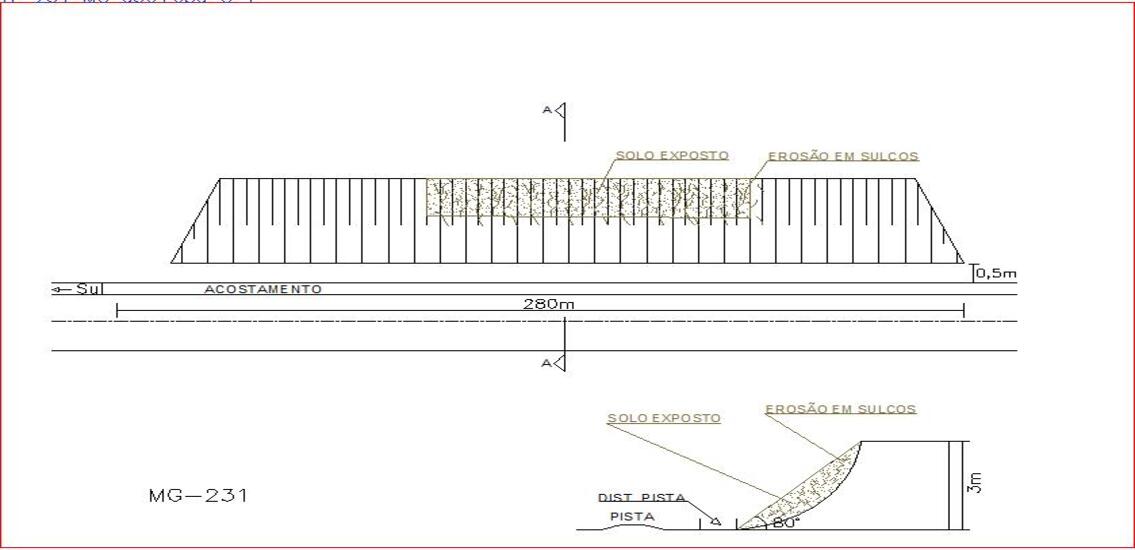 A
SOLO EXPOSTO
EROSÃO EM SULCOS
0,5m
Sul
ACOSTAMENTO
280m
A
SOLO EXPOSTO
EROSÃO EM SULCOS
MG-231
DIST. PISTA
PISTA
80°
3m